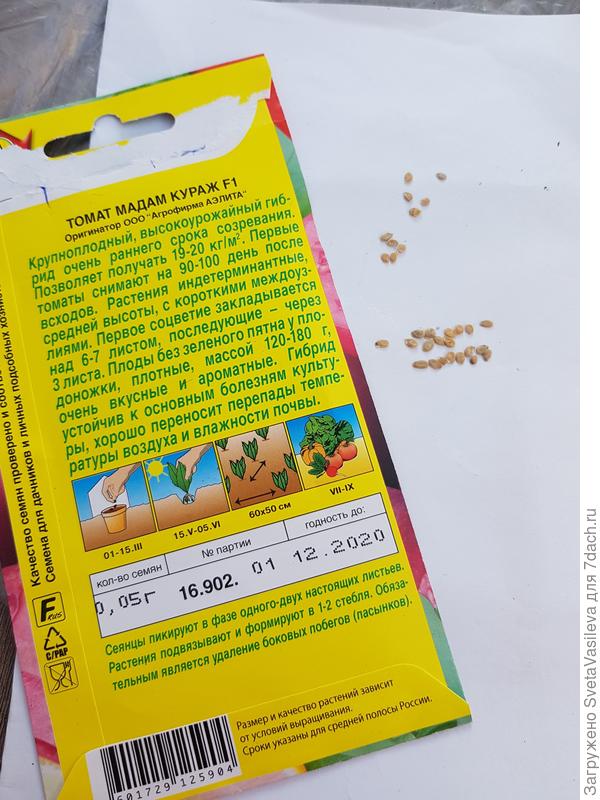 ТОМАТ МАДАМ КУРАЖ F1
Оригинатор ООО "Агрофирма АЭЛИТА"
Крупноплодный, высокоурожайный гиб-
рид очень раннего срока созревания.
Позволяет получать 19-20 кг/м². Первые
томаты снимают на 90-100 день после
всходов. Растения индетерминантные,
средней высоты, с короткими междоуз-
лиями. Первое соцветие закладывается
над 6-7 листом, последующие – через
3 листа. Плоды без зеленого пятна у пло-
доножки, плотные, массой 120-180 г,
очень вкусные и ароматные. Гибрид
устойчив к основным болезням культу-
ры, хорошо переносит перепады темпе-
ратуры воздуха и влажности почвы.
01-15.III
15.V-05.VI
60x50 см
VII-IX
кол-во семян
№ партии
годность до:
0,05г
16.902.
01 12.2020
Сеянцы пикируют в фазе одного-двух настоящих листьев.
Растения подвязывают и формируют в 1-2 стебля. Обяза-
тельным является удаление боковых побегов (пасынков).
Размер и качество растений зависит
от условий выращивания.
Сроки указаны для средней полосы России.
601729 125904
Качество семян проверено и
Семена для дачников и личных подсобных хозяйств
F
C/PAP
Загружено SvetaVasileva для 7dach.ru